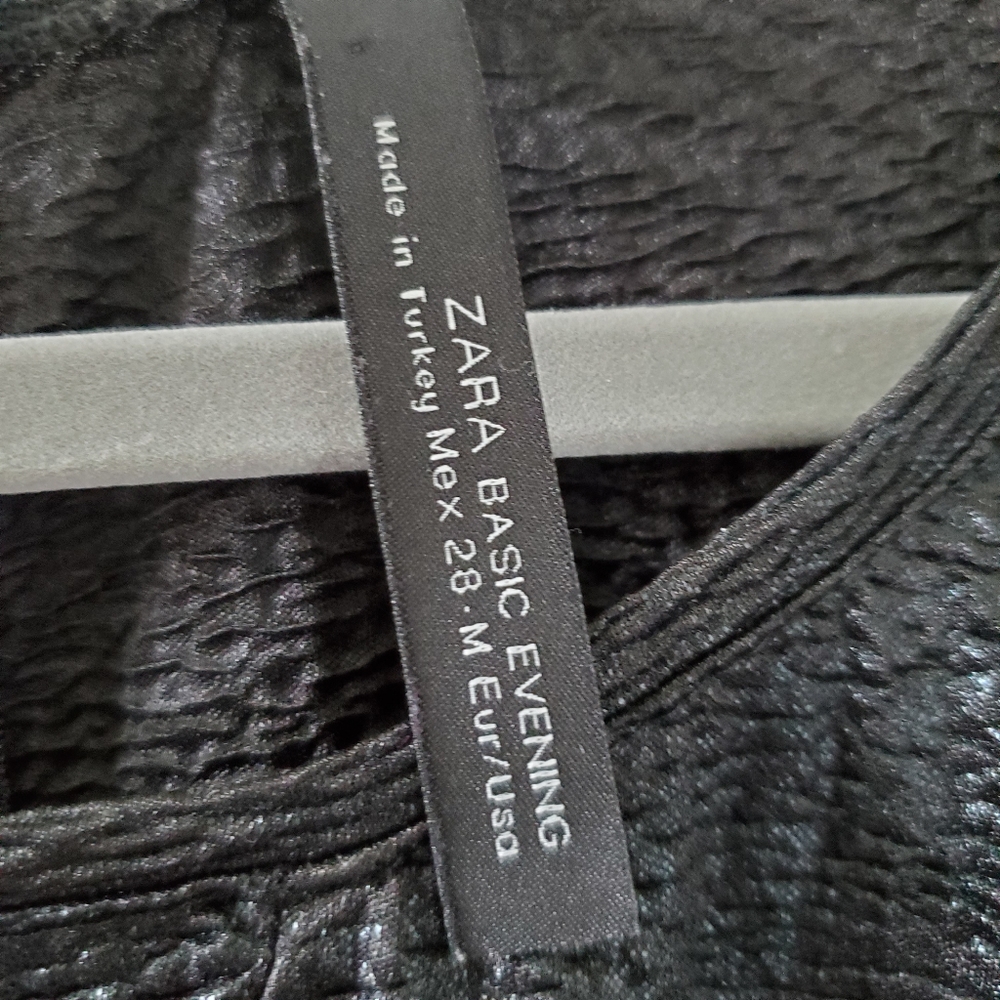 ZARA BASIC EVENING
Made in Turkey Mex 28·M Eur/Usa